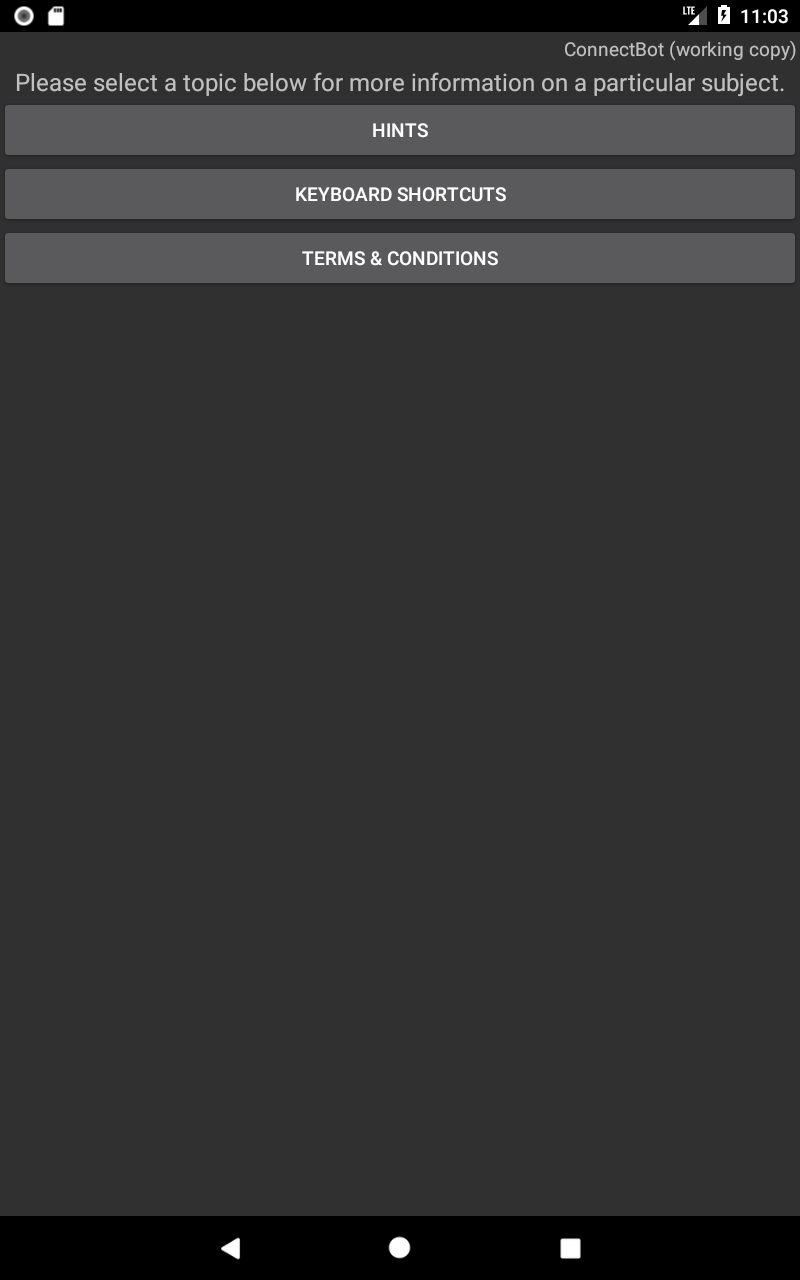 LTE 11:03
ConnectBot (working copy)
Please select a topic below for more information on a particular subject.
HINTS
KEYBOARD SHORTCUTS
TERMS & CONDITIONS